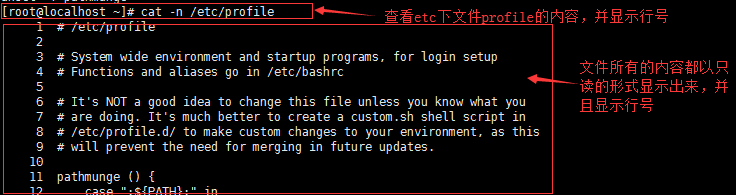 [root@localhost ~]# cat -n /etc/profile
查看etc下文件profile的内容，并显示行号
1 # /etc/profile
2
3 # System wide environment and startup programs, for login setup
4 # Functions and aliases go in /etc/bashrc
5
6 # It's NOT a good idea to change this file unless you know what you
7 # are doing. It's much better to create a custom.sh shell script in
8 # /etc/profile.d/ to make custom changes to your environment, as this
9 # will prevent the need for merging in future updates.
10
11 pathmunge () {
12 case ":${PATH}:" in
文件所有的内容都以只
读的形式显示出来，并
且显示行号